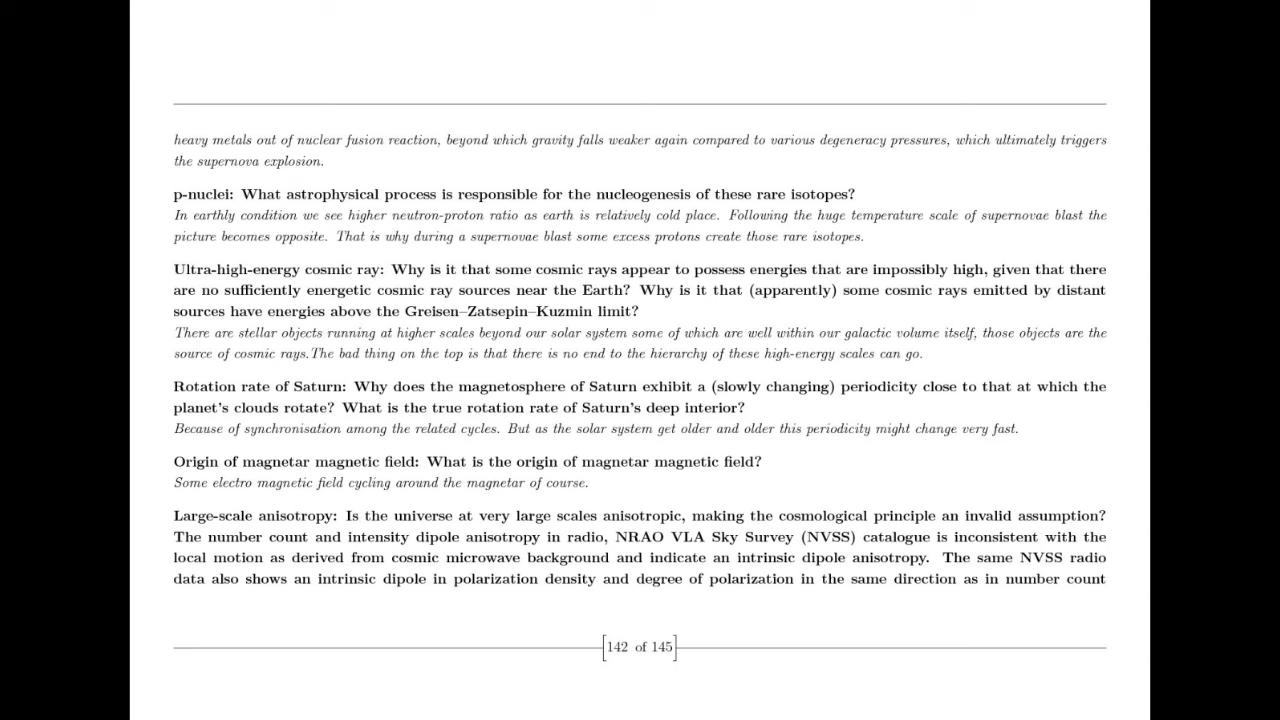 heavy metals out of nuclear fusion reaction, beyond which gravity falls weaker again compared to various degeneracy pressures, which ultimately triggers
the supernova explosion.
p-nuclei: What astrophysical process is responsible for the nucleogenesis of these rare isotopes?
In earthly condition we see higher neutron-proton ratio as earth is relatively cold place. Following the huge temperature scale of supernovae blast the
picture becomes opposite. That is why during a supernovae blast some excess protons create those rare isotopes.
Ultra-high-energy cosmic ray: Why is it that some cosmic rays appear to possess energies that are impossibly high, given that there
are no sufficiently energetic cosmic ray sources near the Earth? Why is it that (apparently) some cosmic rays emitted by distant
sources have energies above the Greisen–Zatsepin–Kuzmin limit?
There are stellar objects running at higher scales beyond our solar system some of which are well within our galactic volume itself, those objects are the
source of cosmic rays.The bad thing on the top is that there is no end to the hierarchy of these high-energy scales can go.
Rotation rate of Saturn: Why does the magnetosphere of Saturn exhibit a (slowly changing) periodicity close to that at which the
planet's clouds rotate? What is the true rotation rate of Saturn's deep interior?
Because of synchronisation among the related cycles. But as the solar system get older and older this periodicity might change very fast.
Origin of magnetar magnetic field: What is the origin of magnetar magnetic field?
Some electro magnetic field cycling around the magnetar of course.
Large-scale anisotropy: Is the universe at very large scales anisotropic, making the cosmological principle an invalid assumption?
The number count and intensity dipole anisotropy in radio, NRAO VLA Sky Survey (NVSS) catalogue is inconsistent with the
local motion as derived from cosmic microwave background and indicate an intrinsic dipole anisotropy. The same NVSS radio
data also shows an intrinsic dipole in polarization density and degree of polarization in the same direction as in number count
[142 of 145]